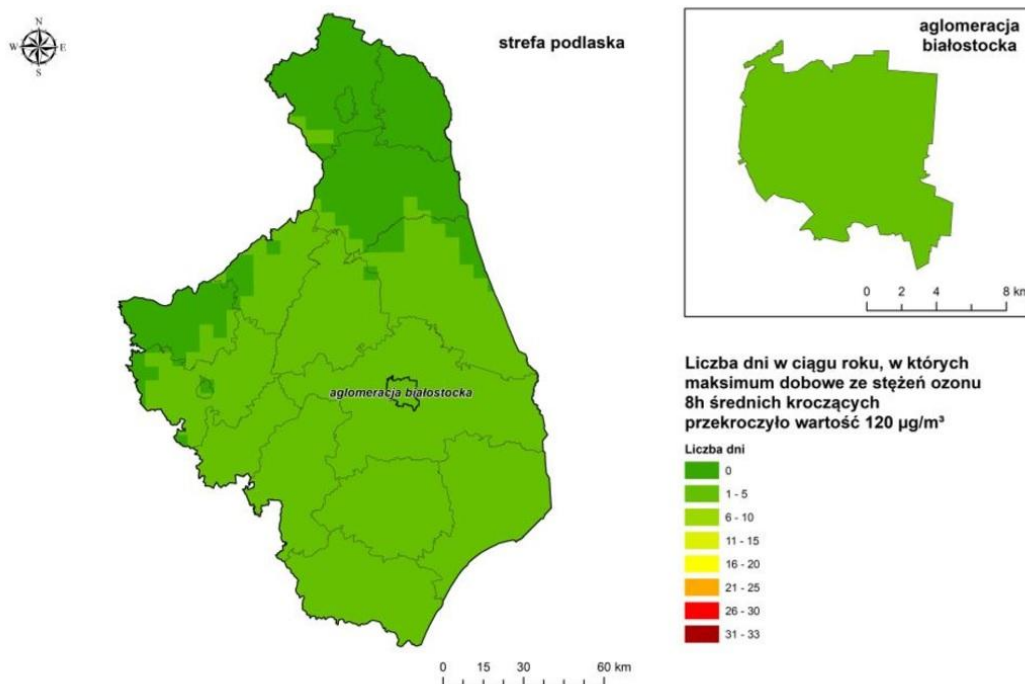 N
W E
S
strefa podlaska
aglomeracja
białostocka
0 2 4 8 km
aglomeracja białostocka
Liczba dni w ciągu roku, w których
maksimum dobowe ze stężeń ozonu
8h średnich kroczących
przekroczyło wartość 120 µg/m³
Liczba dni
0
1 - 5
6 - 10
11 - 15
16 - 20
21 - 25
26 - 30
31 - 33
0 15 30 60 km